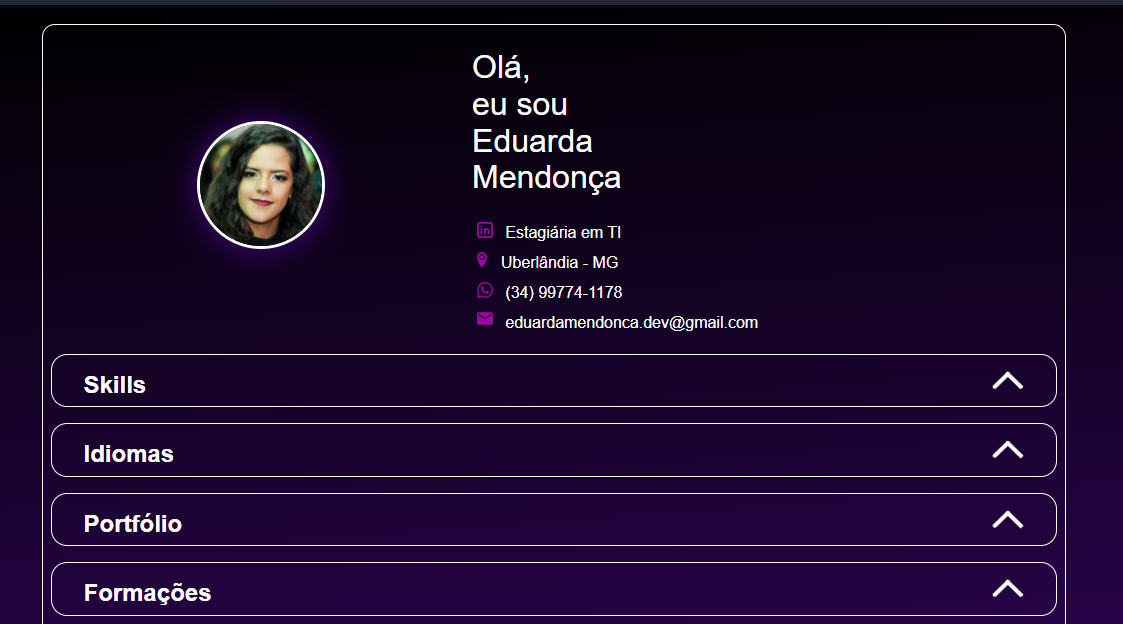 Olá,
eu sou
Eduarda
Mendonça
in Estagiária em TI
Uberlândia - MG
(34) 99774-1178
eduardamendonca.dev@gmail.com
Skills
Idiomas
Portfólio
Formações